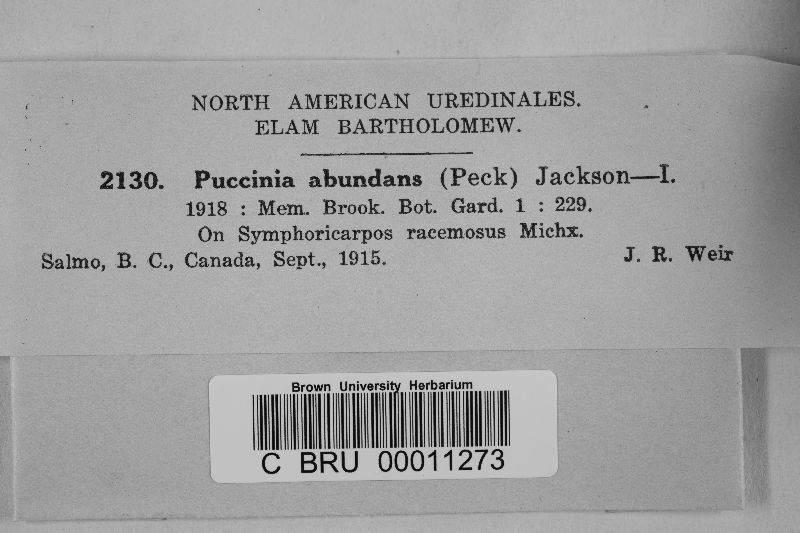 NORTH AMERICAN UREDINALES.
ELAM BARTHOLOMEW.
2130. Puccinia abundans (Peck) Jackson—I.
1918 : Mem. Brook. Bot. Gard. 1 : 229.
On Symphoricarpos racemosus Michx.
Salmo, B. C., Canada, Sept., 1915. J. R. Weir
Brown University Herbarium
C BRU 00011273